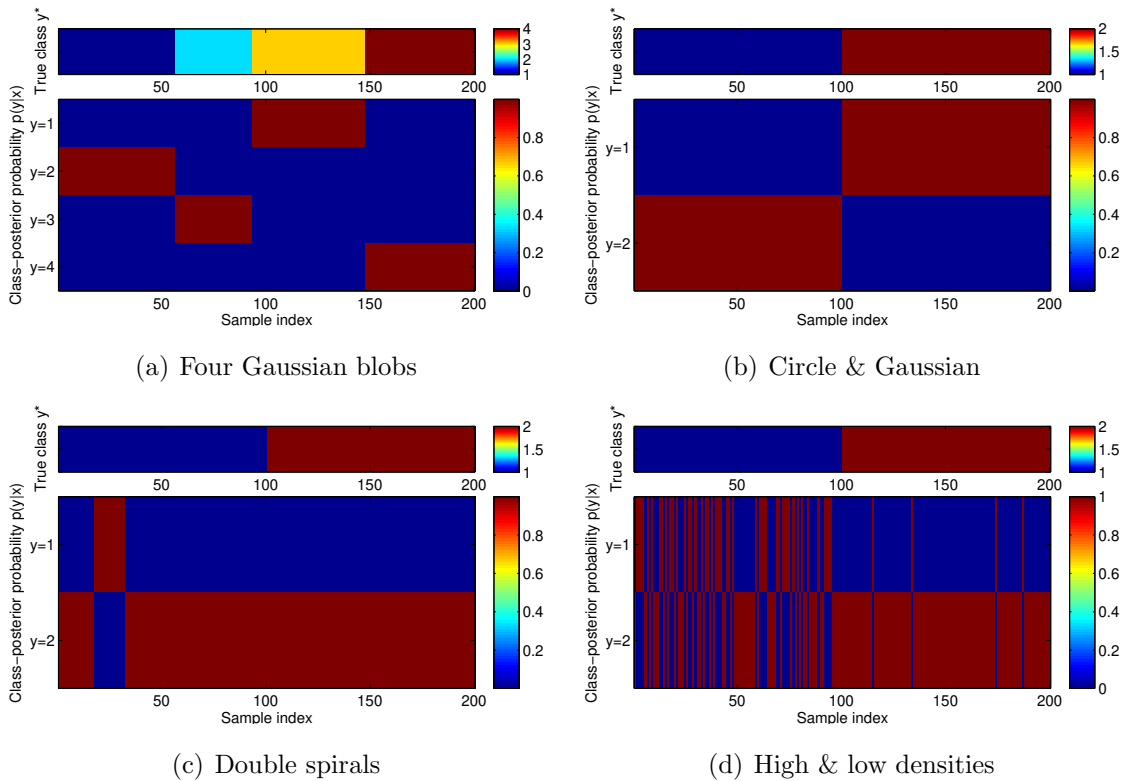 True class y*
50 100 150 200
4
3
2
1
Class-posterior probability p(y|x)
y=1
y=2
y=3
y=4
50 100 150 200
Sample index
0.8
0.6
0.4
0.2
0
(a) Four Gaussian blobs
True class y*
50 100 150 200
2
1.5
1
Class-posterior probability p(y|x)
y=1
y=2
50 100 150 200
Sample index
0.8
0.6
0.4
0.2
(b) Circle & Gaussian
True class y*
50 100 150 200
2
1.5
1
Class-posterior probability p(y|x)
y=1
y=2
50 100 150 200
Sample index
0.8
0.6
0.4
0.2
(c) Double spirals
True class y*
50 100 150 200
2
1.5
1
Class-posterior probability p(y|x)
y=1
y=2
50 100 150 200
Sample index
1
0.8
0.6
0.4
0.2
0
(d) High & low densities